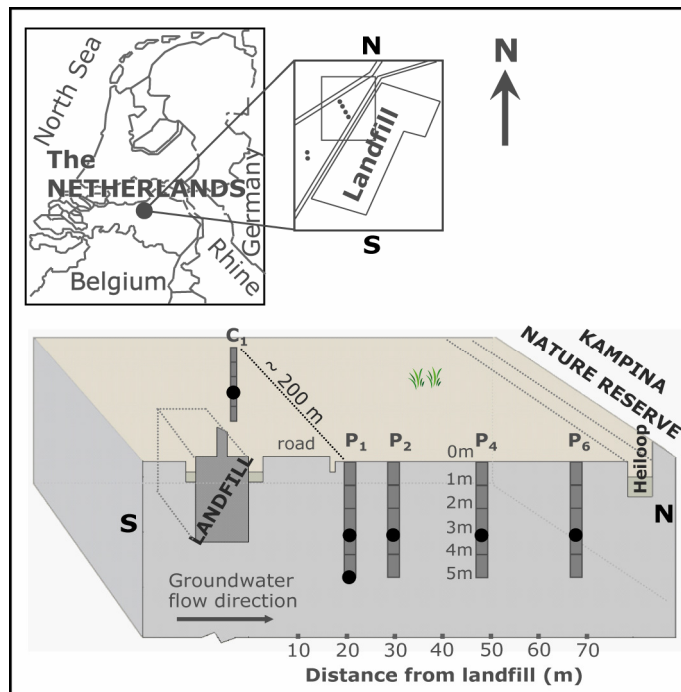 North Sea
The
NETHERLANDS
Germany
Rhine
Belgium
N
Landfill
S
N
KAMPINA
NATURE RESERVE
C1
~ 200 m
road
P1
P2
P4
P6
0m
1m
2m
3m
4m
5m
Heiloop
LANDFILL
S
N
Groundwater
flow direction
10 20 30 40 50 60 70
Distance from landfill (m)